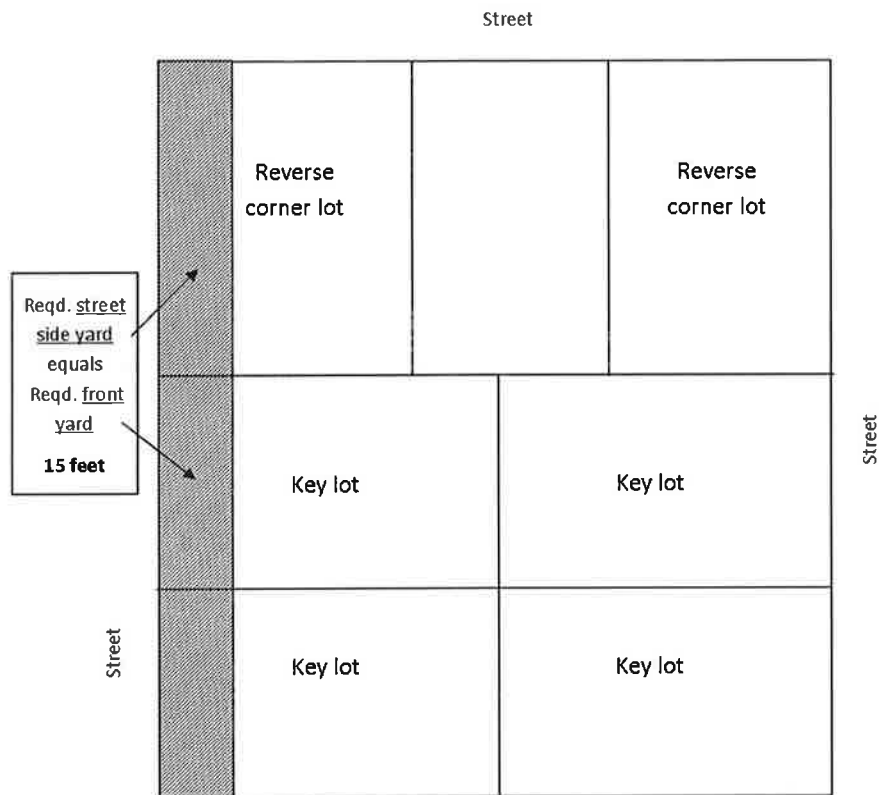 Street
Reverse
corner lot
Reverse
corner lot
Reqd. street
side yard
equals
Reqd. front
yard
15 feet
Street
Key lot
Key lot
Street
Key lot
Key lot